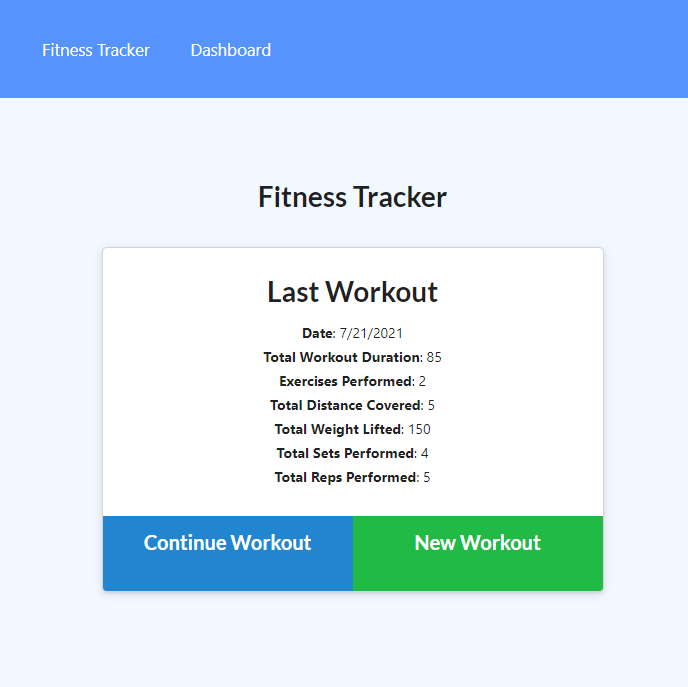 Fitness Tracker Dashboard
Fitness Tracker
Last Workout
Date: 7/21/2021
Total Workout Duration: 85
Exercises Performed: 2
Total Distance Covered: 5
Total Weight Lifted: 150
Total Sets Performed: 4
Total Reps Performed: 5
Continue Workout New Workout